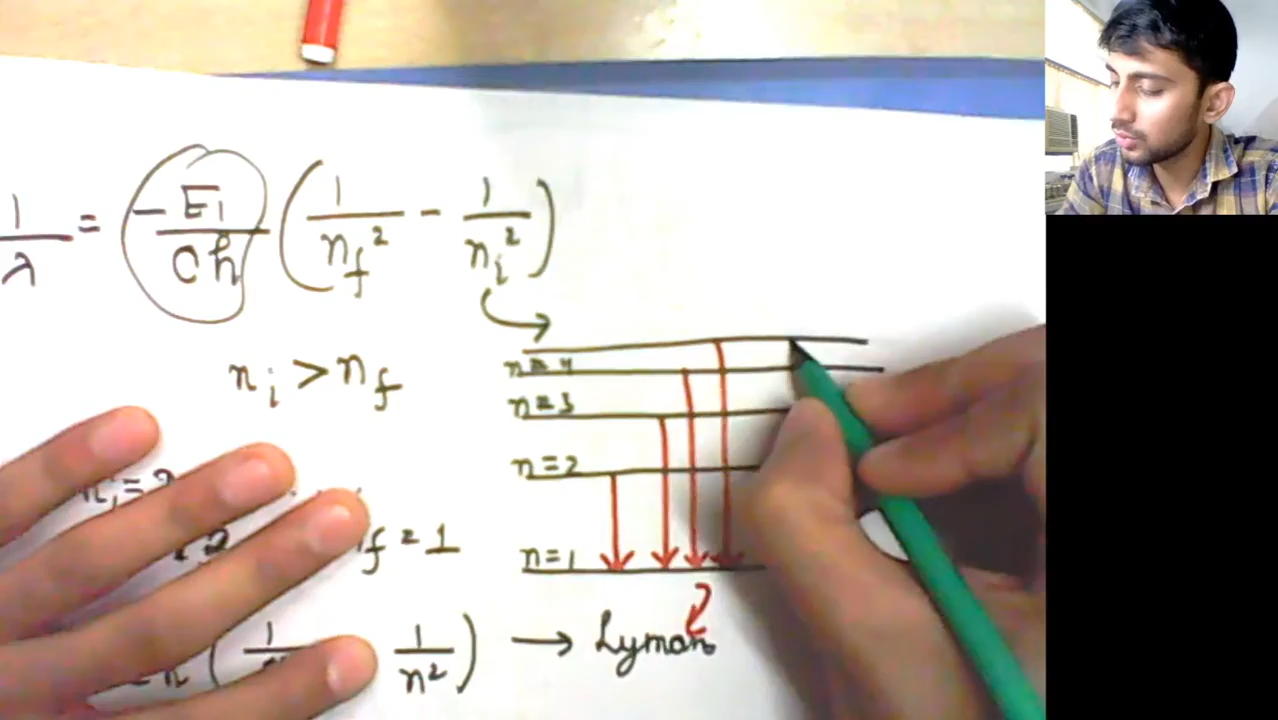 1/λ = (-E1/ch) (1/nf² - 1/ni²)
ni > nf
n=4
n=3
n=2
f = 1
n=1
1/n²) → Lyman